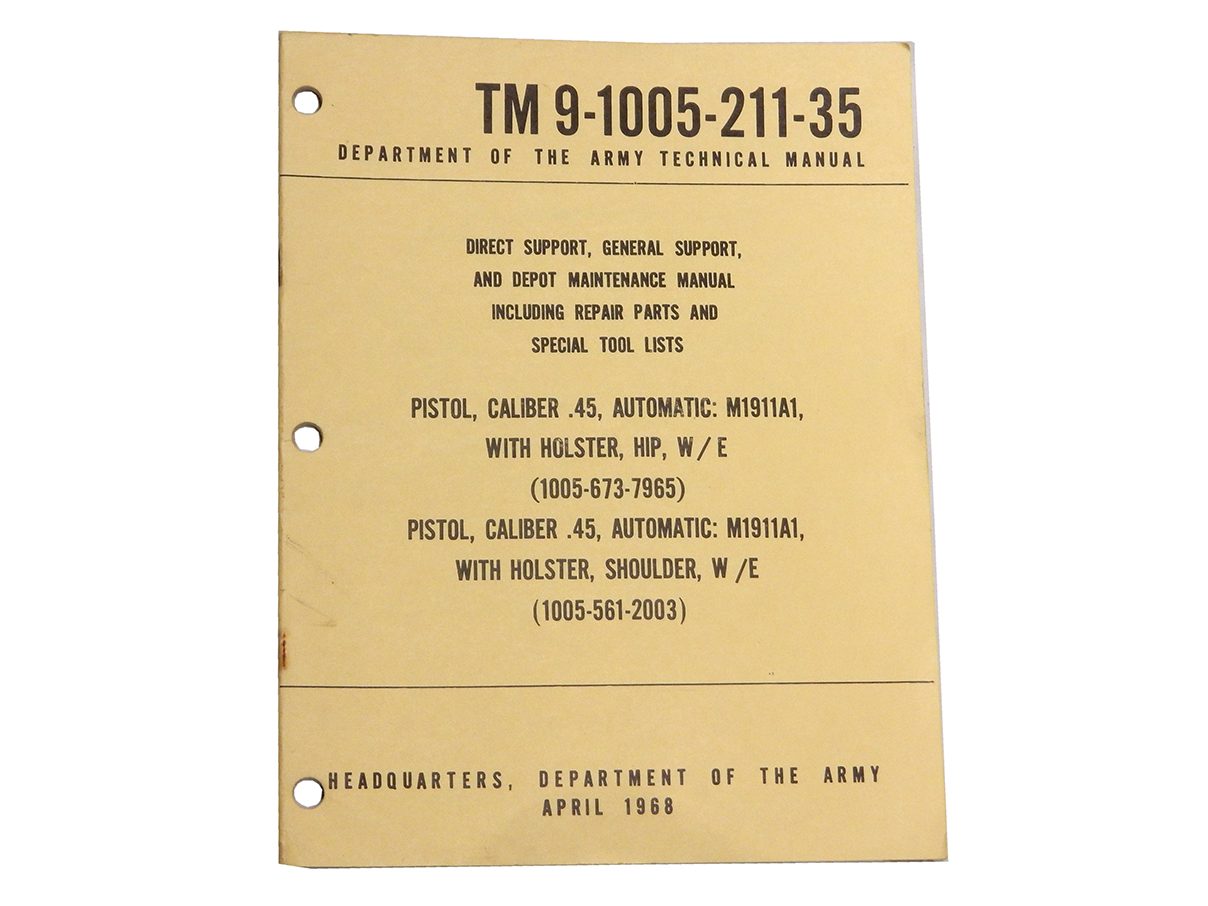 TM 9-1005-211-35
DEPARTMENT OF THE ARMY TECHNICAL MANUAL
DIRECT SUPPORT, GENERAL SUPPORT,
AND DEPOT MAINTENANCE MANUAL
INCLUDING REPAIR PARTS AND
SPECIAL TOOL LISTS
PISTOL, CALIBER .45, AUTOMATIC: M1911A1,
WITH HOLSTER, HIP, W/E
(1005-673-7965)
PISTOL, CALIBER .45, AUTOMATIC: M1911A1,
WITH HOLSTER, SHOULDER, W/E
(1005-561-2003)
HEADQUARTERS, DEPARTMENT OF THE ARMY
APRIL 1968